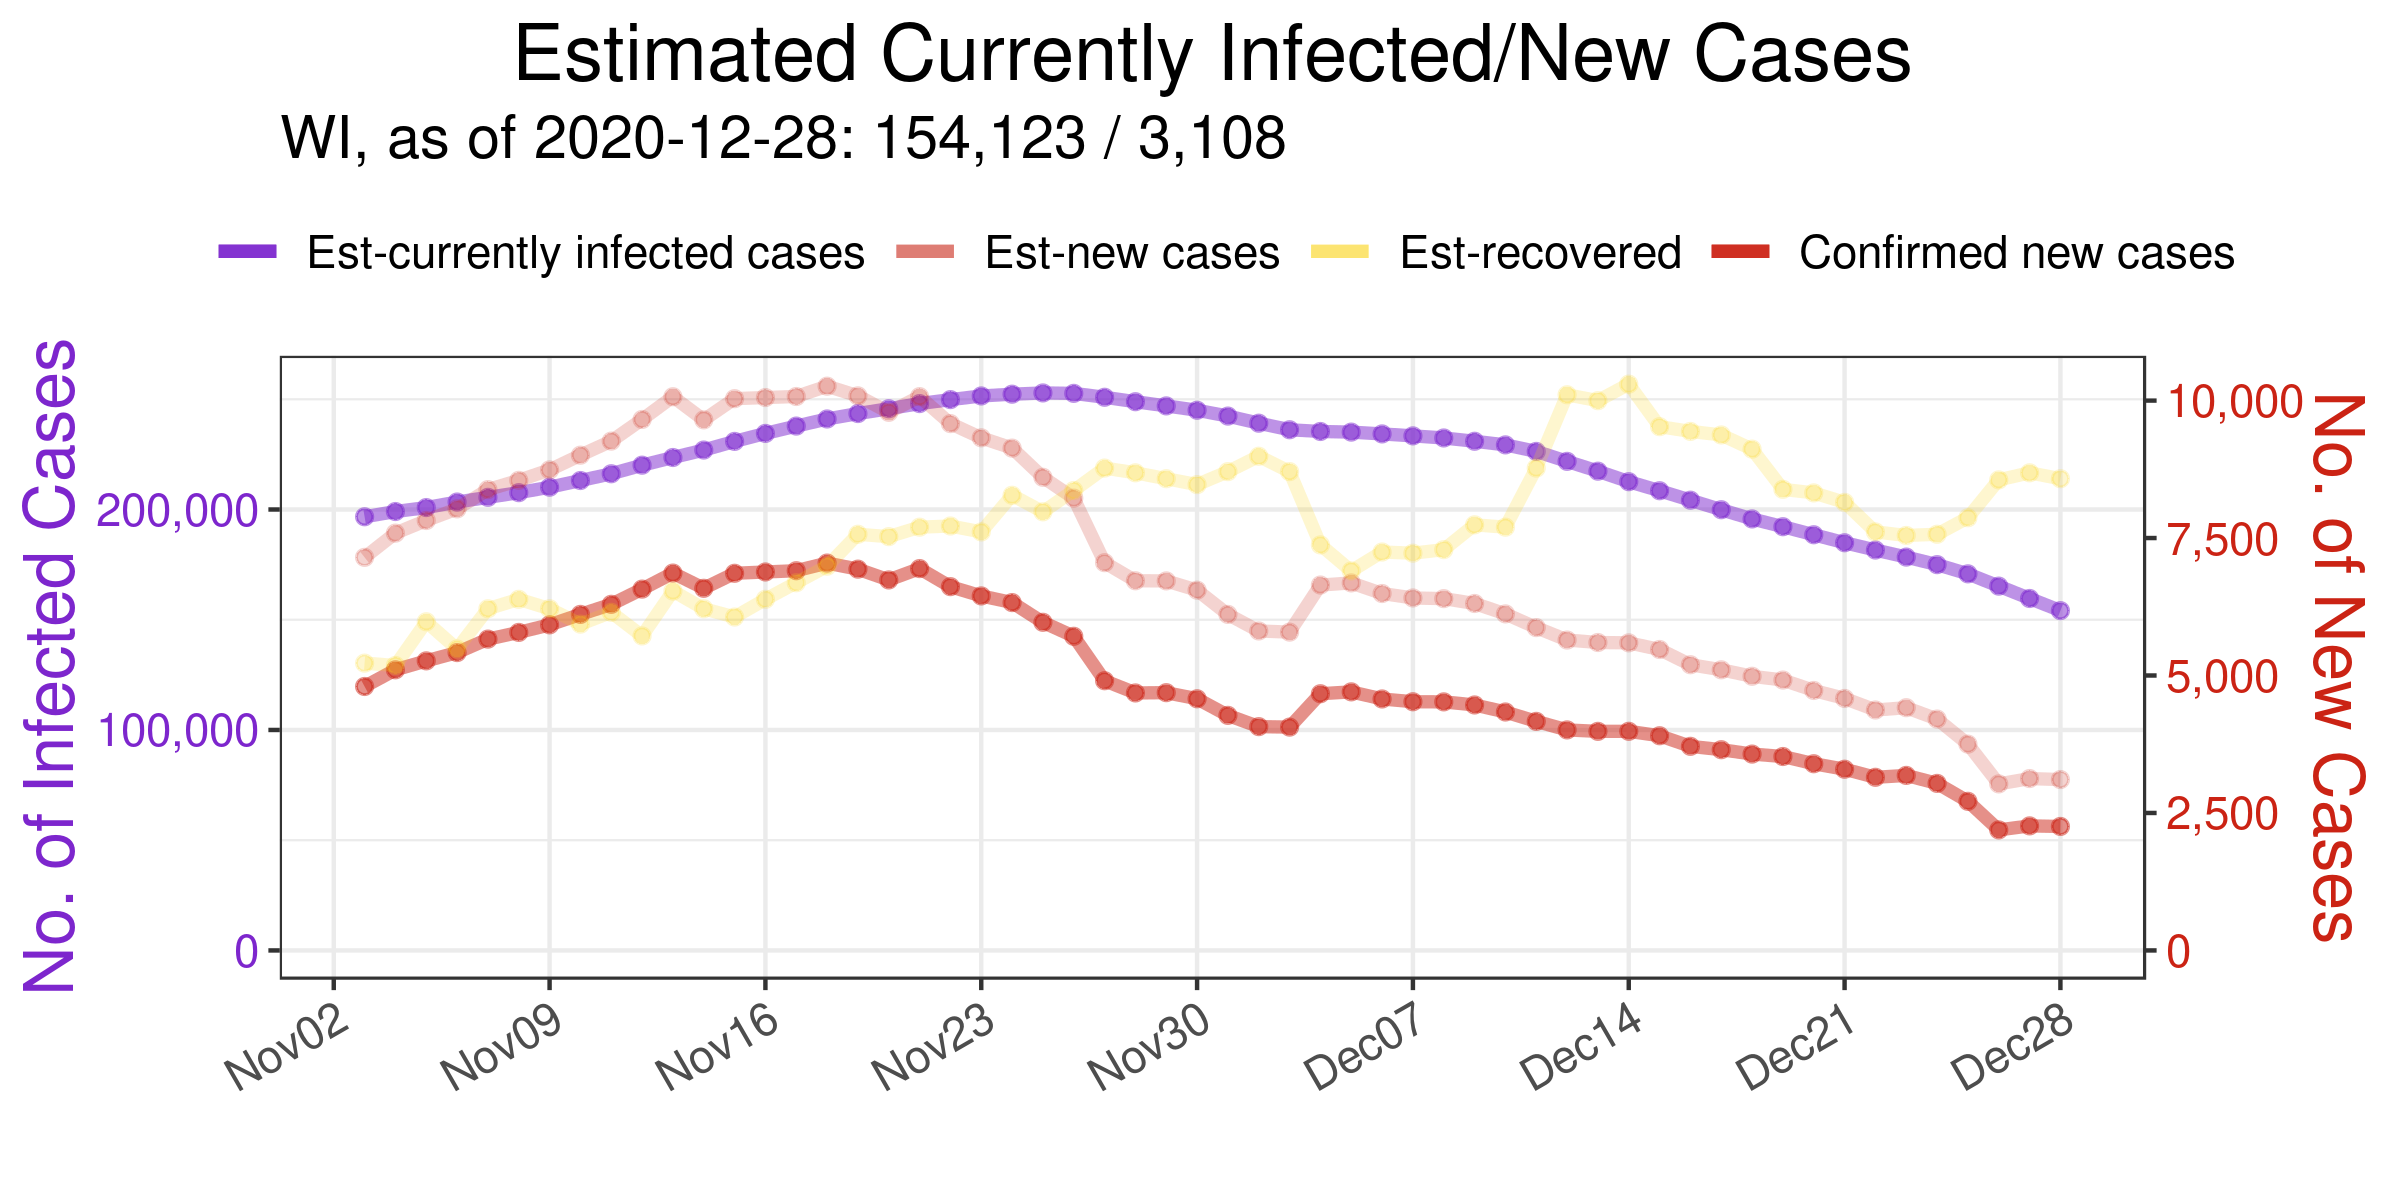 Estimated Currently Infected/New Cases
WI, as of 2020-12-28: 154,123 / 3,108
Est-currently infected cases Est-new cases Est-recovered Confirmed new cases
No. of Infected Cases
200,000
100,000
0
10,000
7,500
5,000
2,500
0
No. of New Cases
Nov02 Nov09 Nov16 Nov23 Nov30 Dec07 Dec14 Dec21 Dec28